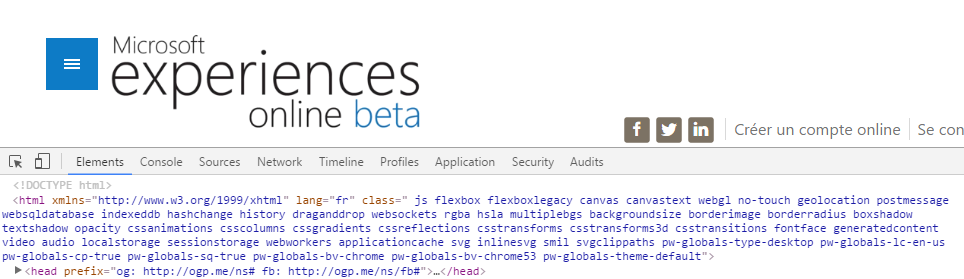 Microsoft
experiences
online beta
f in Créer un compte online Se con
Elements Console Sources Network Timeline Profiles Application Security Audits
<!DOCTYPE html>
<html xmlns="http://www.w3.org/1999/xhtml" lang="fr" class=" js flexbox flexboxlegacy canvas canvastext webgl no-touch geolocation postmessage
websqldatabase indexeddb hashchange history draganddrop websockets rgba hsla multiplebgs backgroundsize borderimage borderradius boxshadow
textshadow opacity cssanimations csscolumns cssgradients cssreflections csstransforms csstransforms3d csstransitions fontface generatedcontent
video audio localstorage sessionstorage webworkers applicationcache svg inlinesvg smil svgclippaths pw-globals-type-desktop pw-globals-lc-en-us
pw-globals-cp-true pw-globals-sq-true pw-globals-bv-chrome pw-globals-bv-chrome53 pw-globals-theme-default">
<head prefix="og: http://ogp.me/ns# fb: http://ogp.me/ns/fb#">…</head>